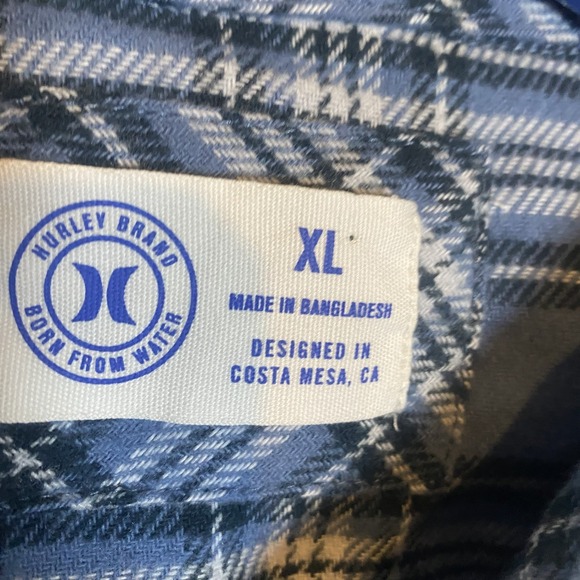 HURLEY BRAND
BORN FROM WATER
XL
MADE IN BANGLADESH
DESIGNED IN
COSTA MESA, CA